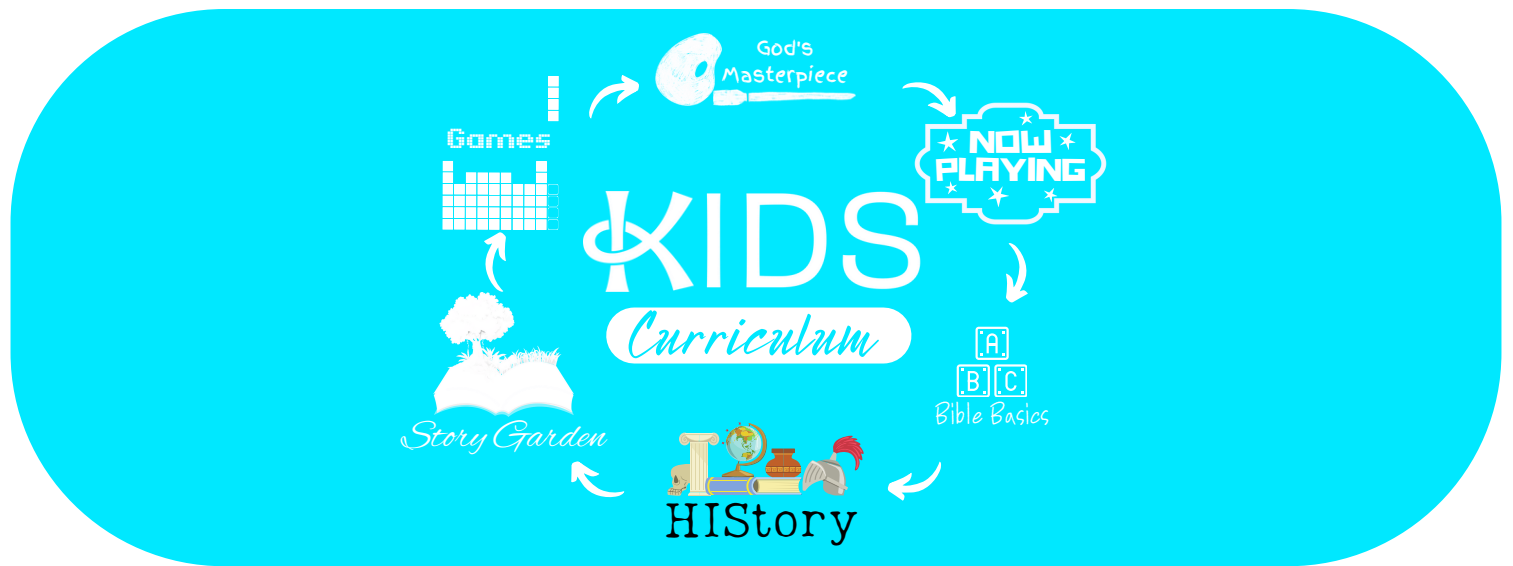 God's
Masterpiece
Games
NOW
PLAYING
KIDS
Curriculum
A
B C
Bible Basics
Story Garden
HIStory